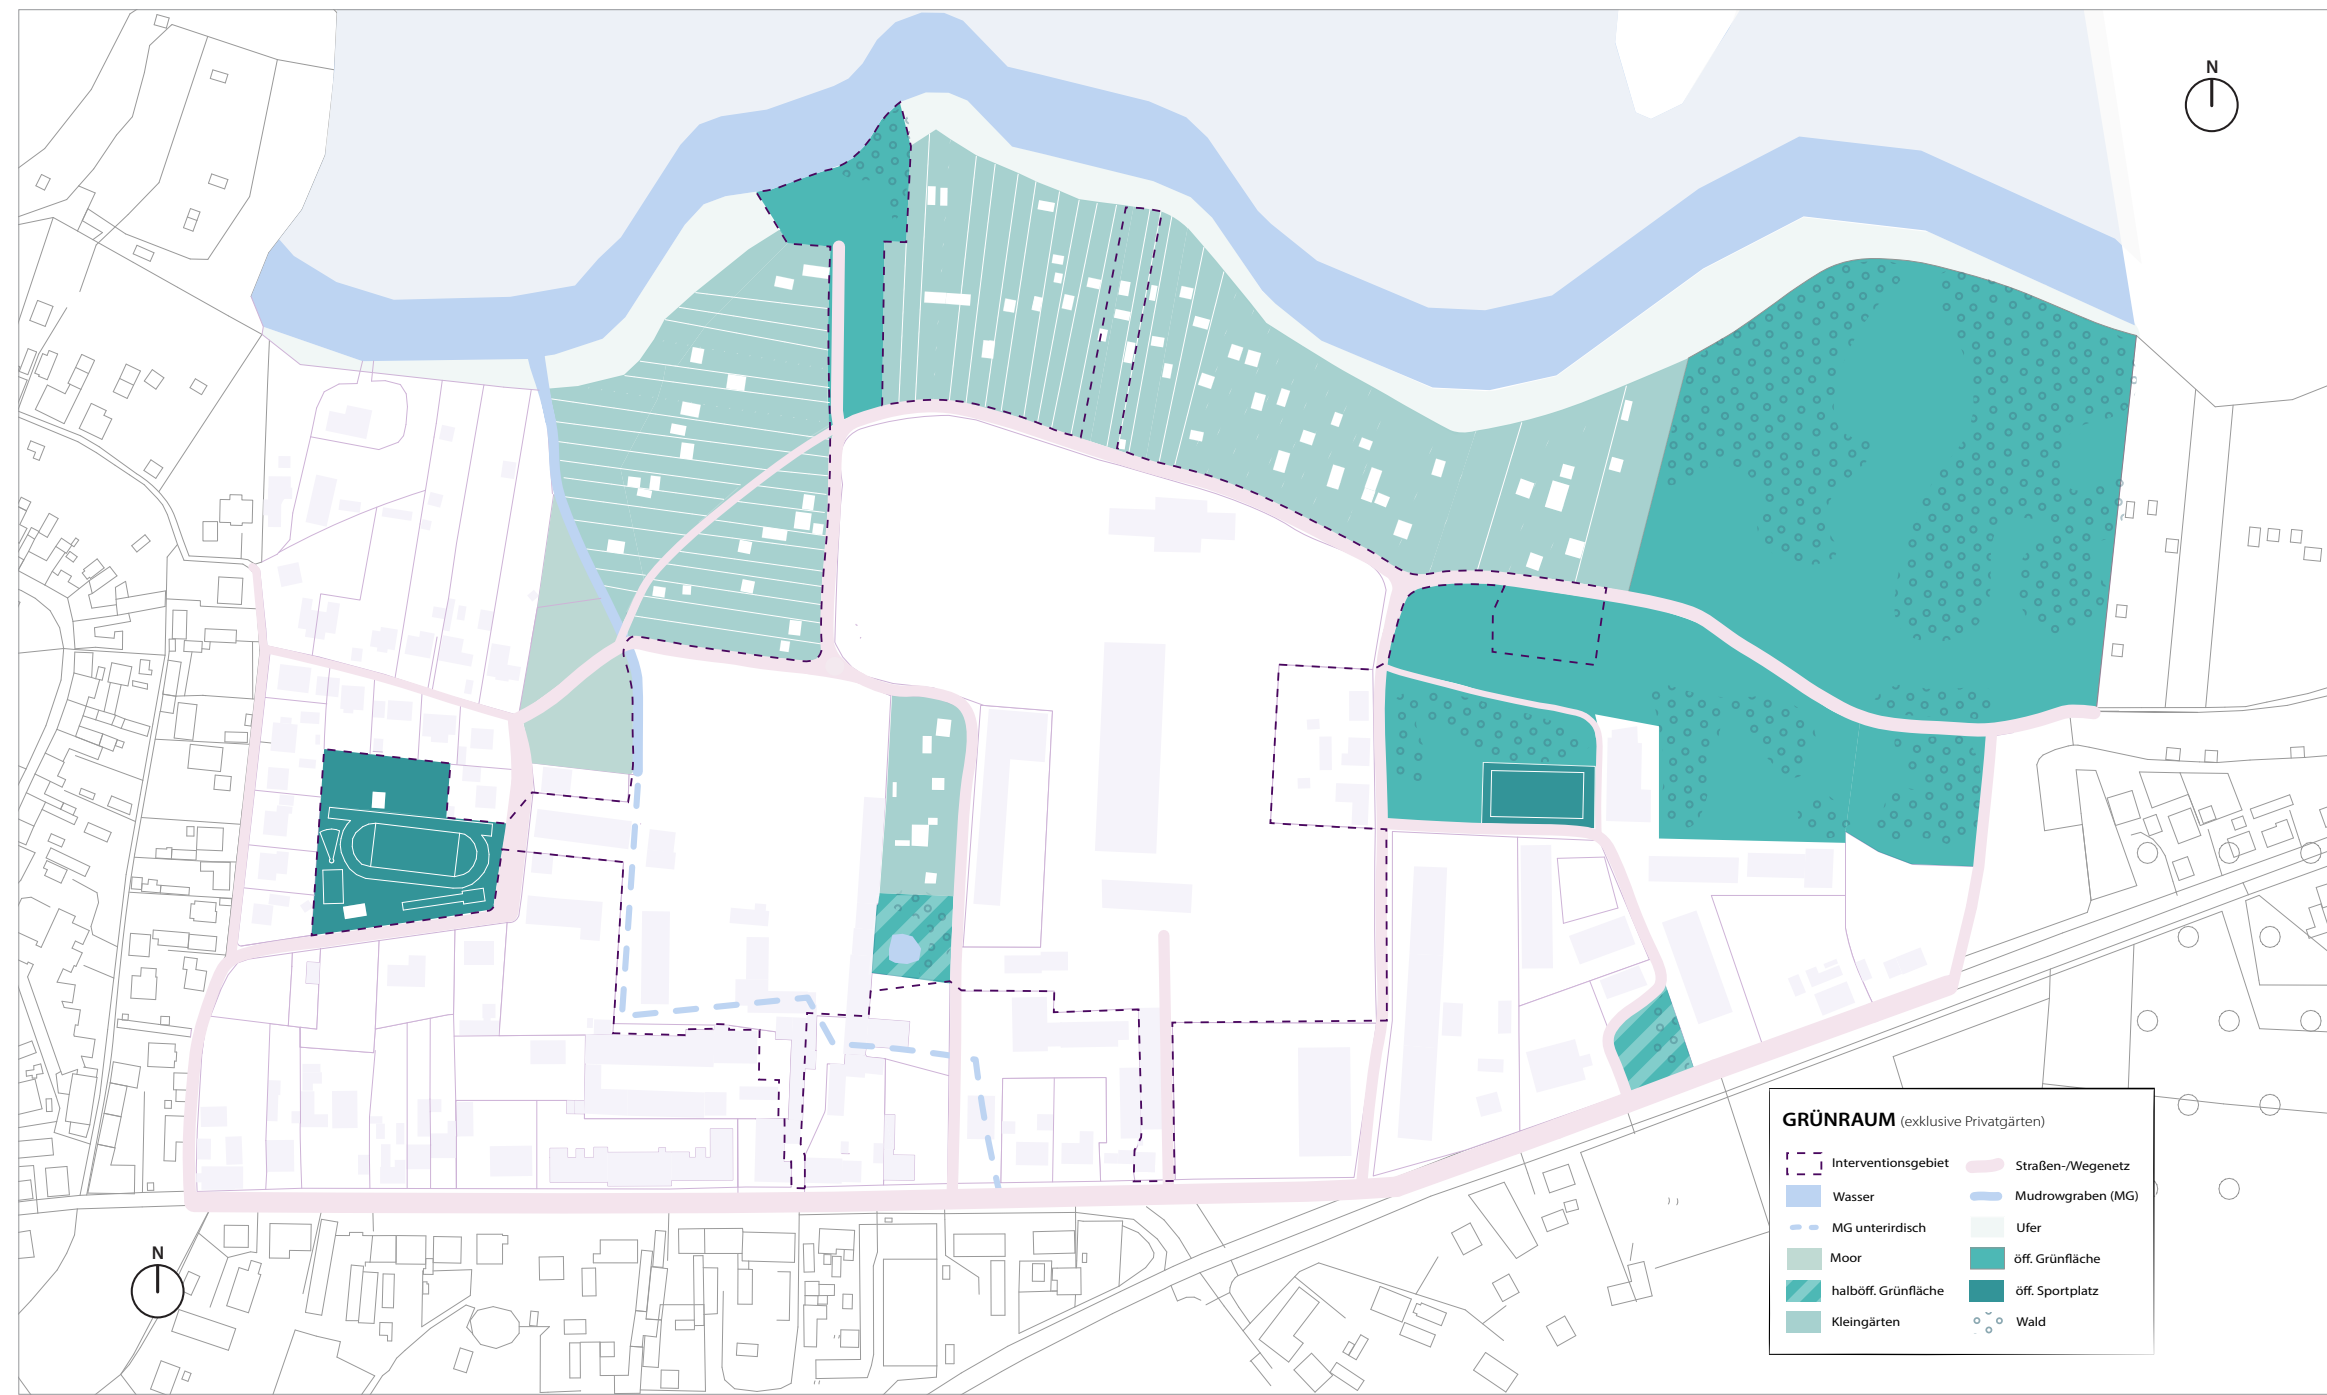 N
GRÜNRAUM (exklusive Privatgärten)
Interventionsgebiet
Straßen-/Wegenetz
Wasser
Mudrowgraben (MG)
MG unterirdisch
Ufer
Moor
öff. Grünfläche
halböff. Grünfläche
öff. Sportplatz
Kleingärten
Wald
N